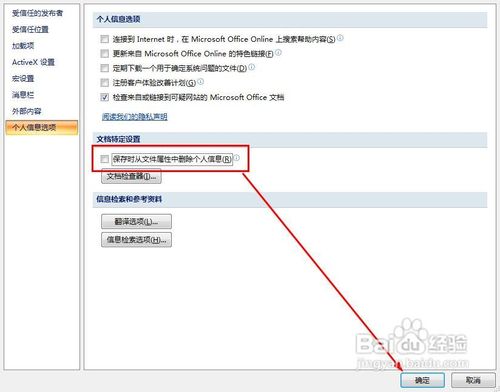 受信任的发布者
受信任位置
加载项
ActiveX 设置
宏设置
消息栏
外部内容
个人信息选项
个人信息选项
连接到 Internet 时，在 Office Online 上搜索帮助内容(S)
更新来自 Microsoft Office Online 的特色链接(F)
定期下载一个用于确定系统问题的文件(D)
注册客户体验改善计划(G)
检查来自或链接到可疑网站的 Microsoft Office 文档
阅读我们的隐私声明
文档特定设置
保存时从文件属性中删除个人信息(R)
文档检查器(I)...
信息检索和参考资料
翻译选项(L)...
信息检索选项(H)...
Baidu 经验
jingyan.baidu.com
确定
取消